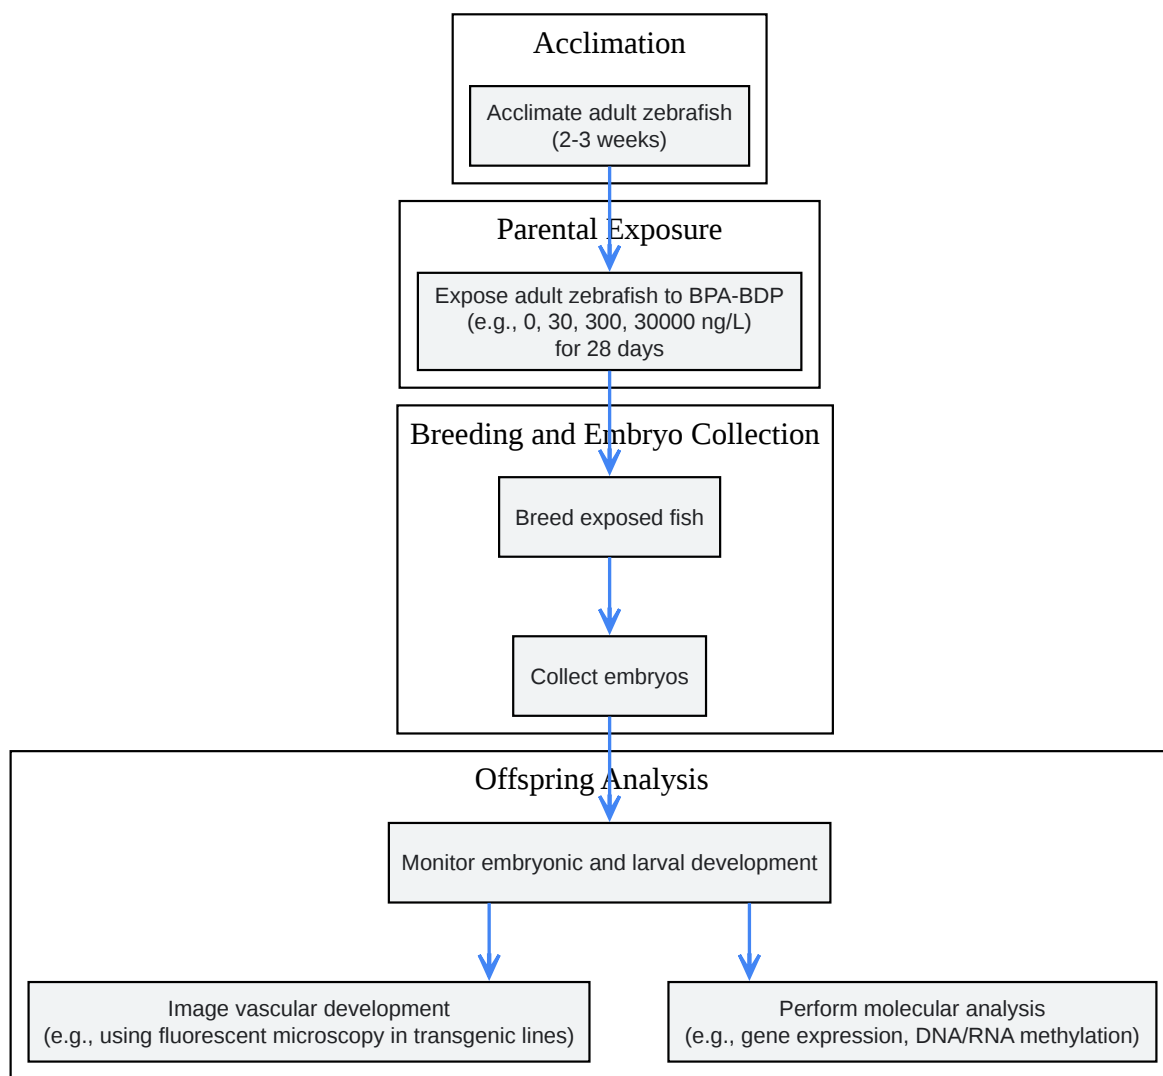 Acclimation
Acclimate adult zebrafish
(2-3 weeks)
Parental Exposure
Expose adult zebrafish to BPA-BDP
(e.g., 0, 30, 300, 30000 ng/L)
for 28 days
Breeding and Embryo Collection
Breed exposed fish
Collect embryos
Offspring Analysis
Monitor embryonic and larval development
Image vascular development
(e.g., using fluorescent microscopy in transgenic lines)
Perform molecular analysis
(e.g., gene expression, DNA/RNA methylation)